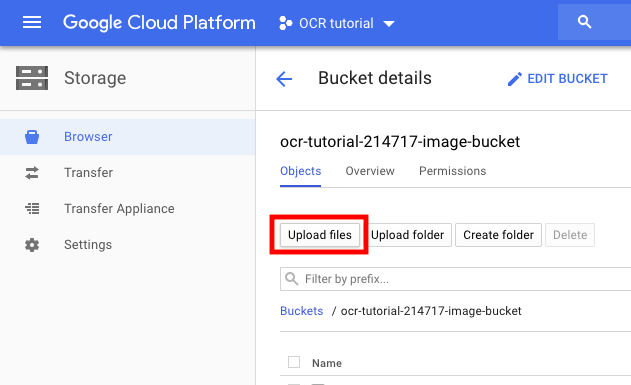 Google Cloud Platform OCR tutorial
Storage
Bucket details EDIT BUCKET
Browser
Transfer
Transfer Appliance
Settings
ocr-tutorial-214717-image-bucket
Objects Overview Permissions
Upload files Upload folder Create folder Delete
Filter by prefix...
Buckets / ocr-tutorial-214717-image-bucket
Name